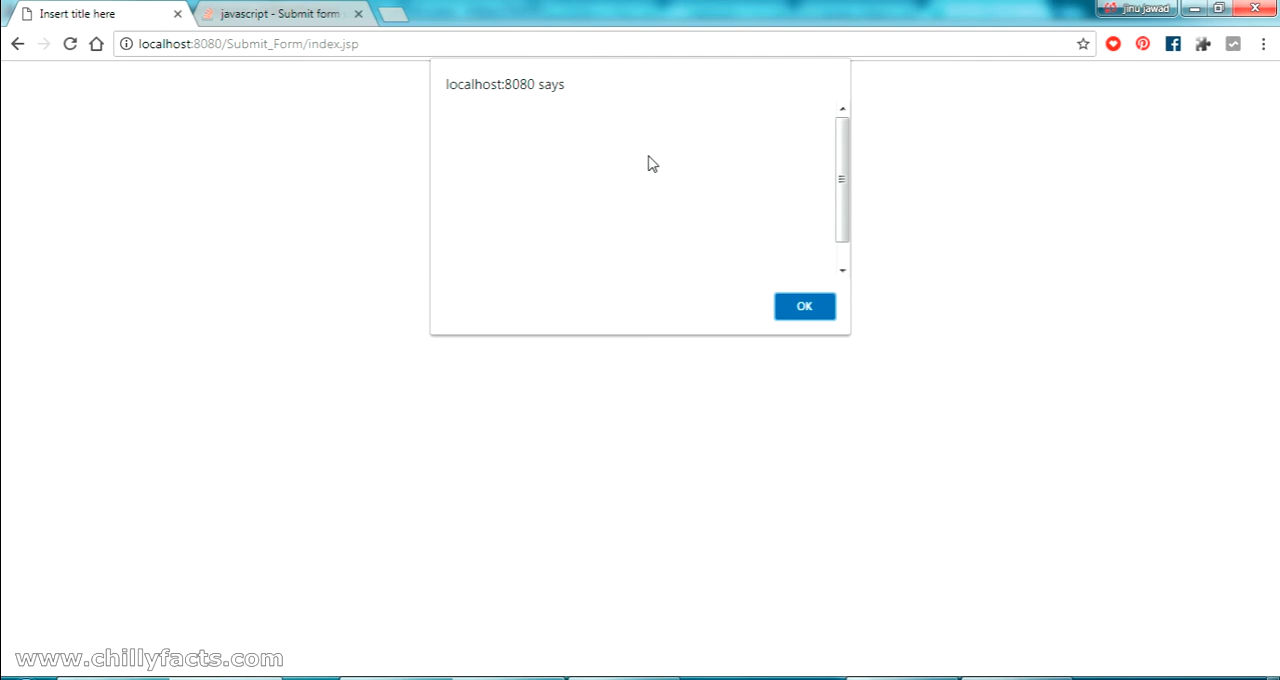 Insert title here
javascript - Submit form
jinu jawad
localhost:8080/Submit_Form/index.jsp
localhost:8080 says
OK
www.chillyfacts.com